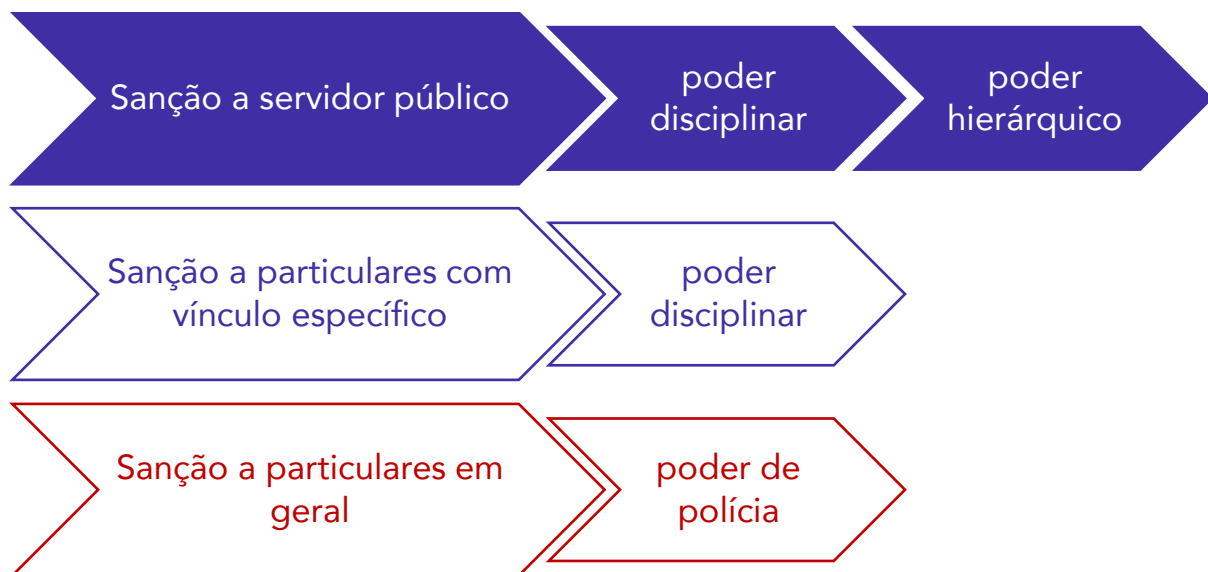 Sanção a servidor público
poder
disciplinar
poder
hierárquico
Sanção a particulares com
vínculo específico
poder
disciplinar
Sanção a particulares em
geral
poder de
polícia